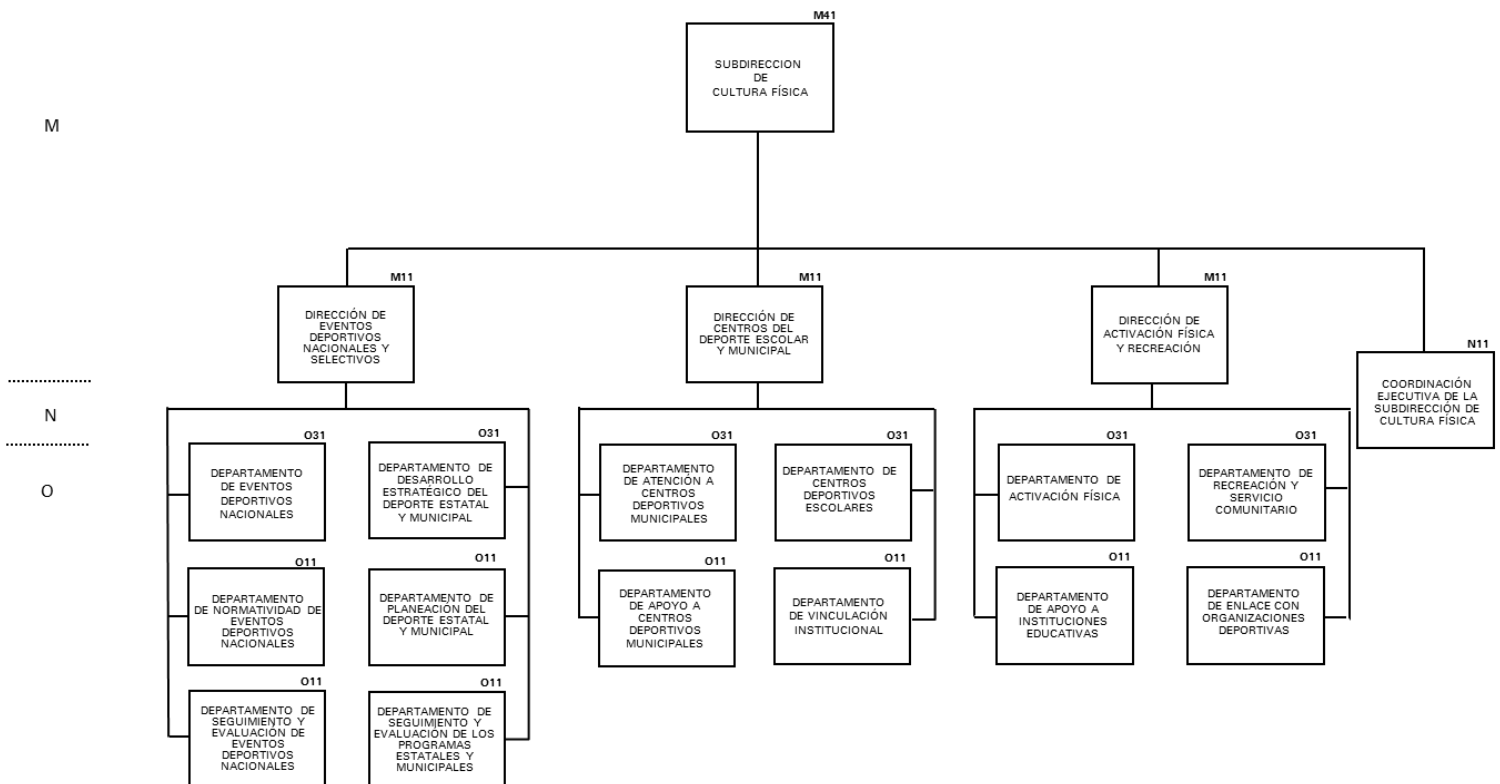 M41
SUBDIRECCION
DE
CULTURA FÍSICA
M
M11
DIRECCIÓN DE
EVENTOS
DEPORTIVOS
NACIONALES Y
SELECTIVOS
M11
DIRECCIÓN DE
CENTROS DEL
DEPORTE ESCOLAR
Y MUNICIPAL
M11
DIRECCIÓN DE
ACTIVACIÓN FÍSICA
Y RECREACIÓN
N11
COORDINACIÓN
EJECUTIVA DE LA
SUBDIRECCIÓN DE
CULTURA FÍSICA
N
O
O31
DEPARTAMENTO
DE EVENTOS
DEPORTIVOS
NACIONALES
O31
DEPARTAMENTO DE
DESARROLLO
ESTRATÉGICO DEL
DEPORTE ESTATAL
Y MUNICIPAL
O31
DEPARTAMENTO
DE ATENCIÓN A
CENTROS
DEPORTIVOS
MUNICIPALES
O31
DEPARTAMENTO DE
CENTROS
DEPORTIVOS
ESCOLARES
O31
DEPARTAMENTO DE
ACTIVACIÓN FÍSICA
O31
DEPARTAMENTO DE
RECREACIÓN Y
SERVICIO
COMUNITARIO
O11
DEPARTAMENTO
DE NORMATIVIDAD DE
EVENTOS
DEPORTIVOS
NACIONALES
O11
DEPARTAMENTO DE
PLANEACIÓN DEL
DEPORTE ESTATAL
Y MUNICIPAL
O11
DEPARTAMENTO
DE APOYO A
CENTROS
DEPORTIVOS
MUNICIPALES
O11
DEPARTAMENTO
DE VINCULACIÓN
INSTITUCIONAL
O11
DEPARTAMENTO
DE APOYO A
INSTITUCIONES
EDUCATIVAS
O11
DEPARTAMENTO
DE ENLACE CON
ORGANIZACIONES
DEPORTIVAS
O11
DEPARTAMENTO DE
SEGUIMIENTO Y
EVALUACIÓN DE
EVENTOS
DEPORTIVOS
NACIONALES
O11
DEPARTAMENTO DE
SEGUIMIENTO Y
EVALUACIÓN DE LOS
PROGRAMAS
ESTATALES Y
MUNICIPALES